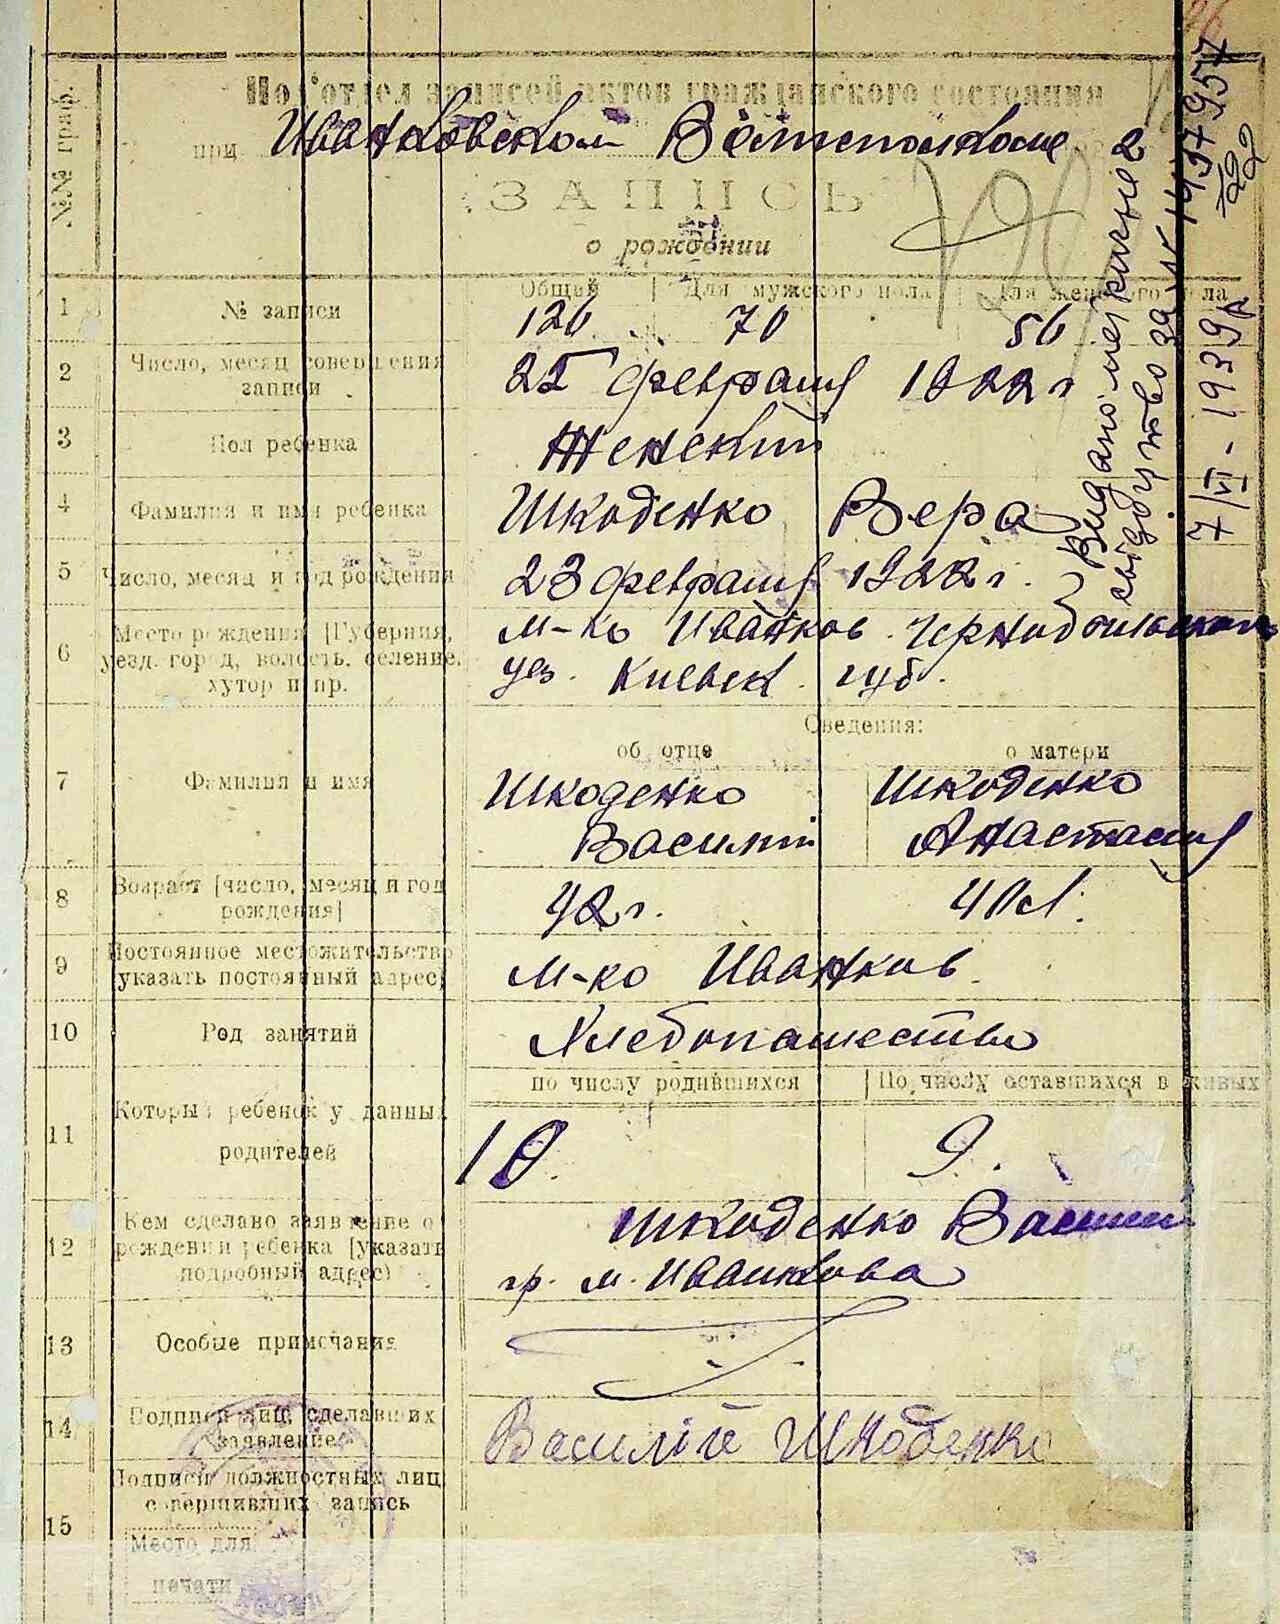 №№ граф.
Под'отдел записей актов гражданского состояния
при Иванковском Волисполкоме
ЗАПИСЬ
о рождении
Общий Для мужского пола Для женского пола
1 № записи 126 70 56
2 Число, месяц совершения 25 февраля 1922 г
записи
3 Пол ребенка Женский
4 Фамилия и имя ребенка Шкоденко Вера
5 Число, месяц и год рождения 23 февраля 1922 г.
6 Место рождения [Губерния, м-ко Иванков Чернобыльском
уезд, город, волость, селение, уез. Киевск. губ.
хутор и пр.
Сведения:
об отце о матери
7 Фамилия и имя Шкоденко Шкоденко
Василий Анастасия
8 Возраст [число, месяц и год 42 г. 40 л.
рождения]
9 Постоянное местожительство м-ко Иванков
указать постоянный адрес)
10 Род занятий Хлебопашество
по числу родившихся По числу оставшихся в живых
11 Который ребенок у данных 10. 9.
родителей
12 Кем сделано заявление о Шкоденко Василий
рождении ребенка [указать гр. м. Иванкова
подробный адрес)
13 Особые примечания
14 Подписи лиц, сделавших Василій Шкоденко
заявление
15 Подписи должностных лиц
совершивших запись
Место для
печати
Видано метричне
свідоцтво за №
7/VI - 1939 р